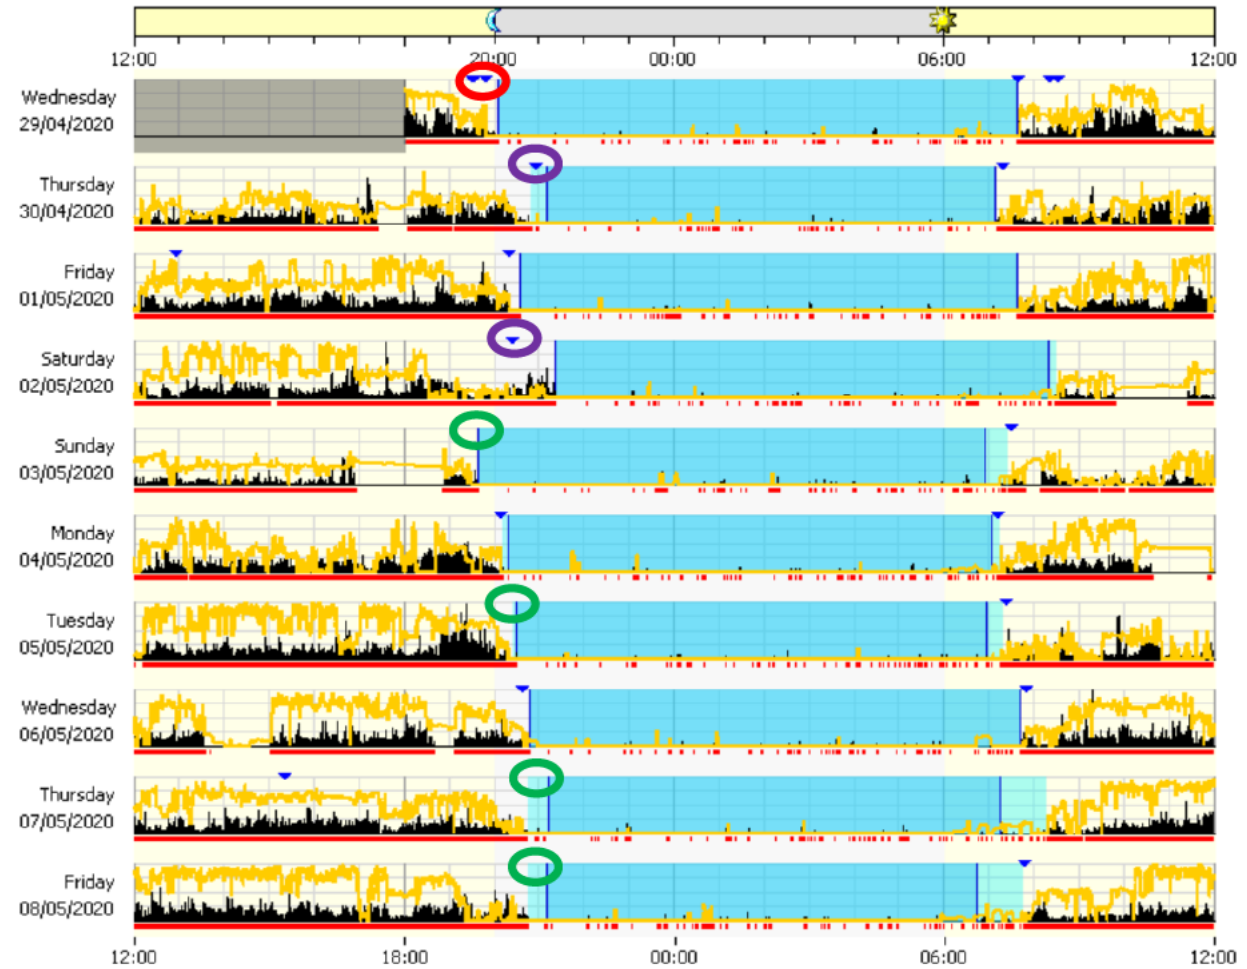 12:00 20:00 00:00 06:00 12:00
Wednesday
29/04/2020
Thursday
30/04/2020
Friday
01/05/2020
Saturday
02/05/2020
Sunday
03/05/2020
Monday
04/05/2020
Tuesday
05/05/2020
Wednesday
06/05/2020
Thursday
07/05/2020
Friday
08/05/2020
12:00 18:00 00:00 06:00 12:00